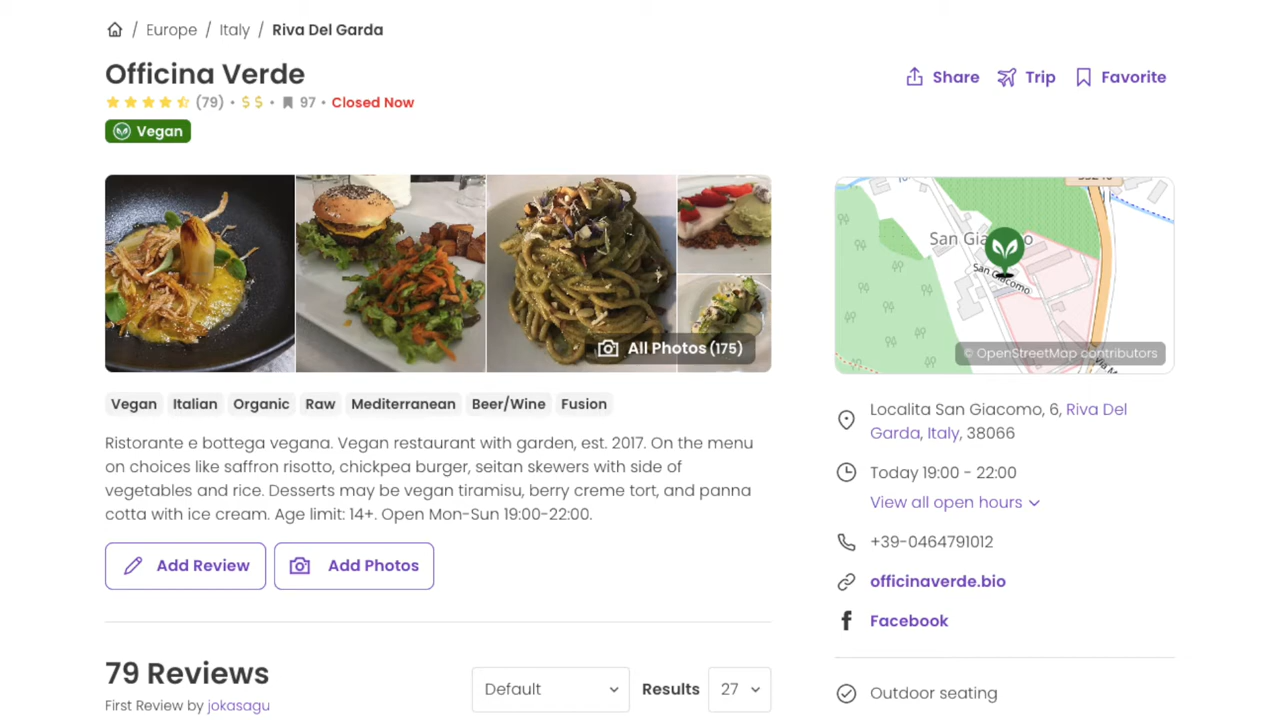 Europe / Italy / Riva Del Garda
Officina Verde
(79) • $ $ • 97 • Closed Now
Vegan
Share
Trip
Favorite
All Photos (175)
San Giacomo
San Giacomo
© OpenStreetMap contributors
Vegan
Italian
Organic
Raw
Mediterranean
Beer/Wine
Fusion
Ristorante e bottega vegana. Vegan restaurant with garden, est. 2017. On the menu
on choices like saffron risotto, chickpea burger, seitan skewers with side of
vegetables and rice. Desserts may be vegan tiramisu, berry creme tort, and panna
cotta with ice cream. Age limit: 14+. Open Mon-Sun 19:00-22:00.
Add Review
Add Photos
79 Reviews
First Review by jokasagu
Default
Results
27
Localita San Giacomo, 6, Riva Del
Garda, Italy, 38066
Today 19:00 - 22:00
View all open hours
+39-0464791012
officinaverde.bio
Facebook
Outdoor seating